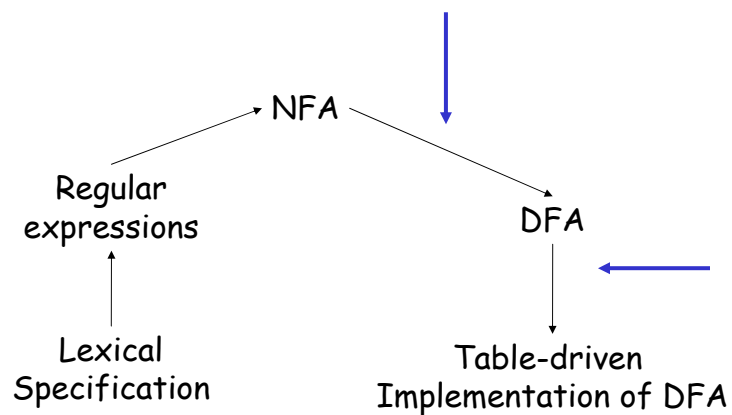 NFA
Regular
expressions
DFA
Lexical
Specification
Table-driven
Implementation of DFA